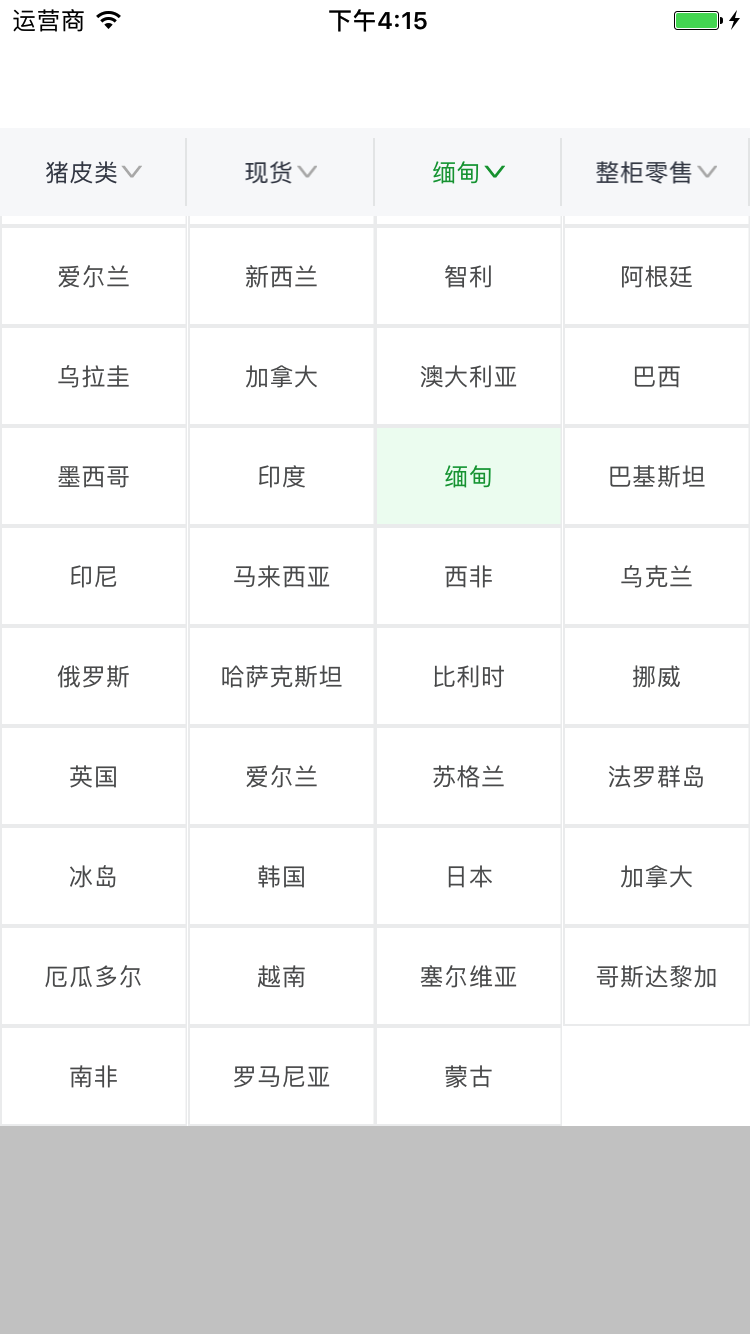 运营商 下午4:15
猪皮类 现货 缅甸 整柜零售
爱尔兰 新西兰 智利 阿根廷
乌拉圭 加拿大 澳大利亚 巴西
墨西哥 印度 缅甸 巴基斯坦
印尼 马来西亚 西非 乌克兰
俄罗斯 哈萨克斯坦 比利时 挪威
英国 爱尔兰 苏格兰 法罗群岛
冰岛 韩国 日本 加拿大
厄瓜多尔 越南 塞尔维亚 哥斯达黎加
南非 罗马尼亚 蒙古